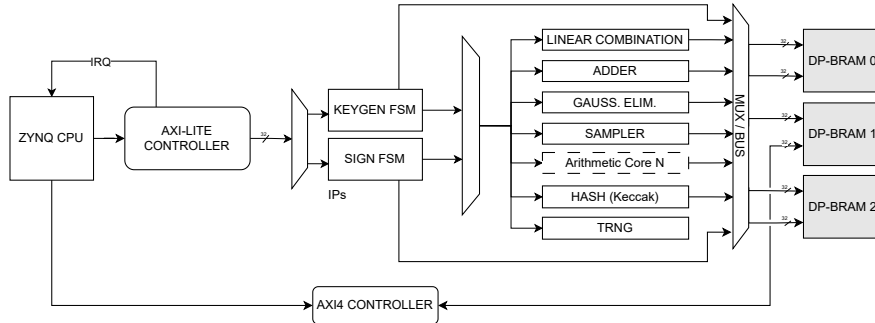 IRQ
ZYNQ CPU
AXI-LITE
CONTROLLER
32
KEYGEN FSM
SIGN FSM
IPs
LINEAR COMBINATION
ADDER
GAUSS. ELIM.
SAMPLER
Arithmetic Core N
HASH (Keccak)
TRNG
MUX / BUS
32
32
DP-BRAM 0
32
32
DP-BRAM 1
32
32
DP-BRAM 2
AXI4 CONTROLLER